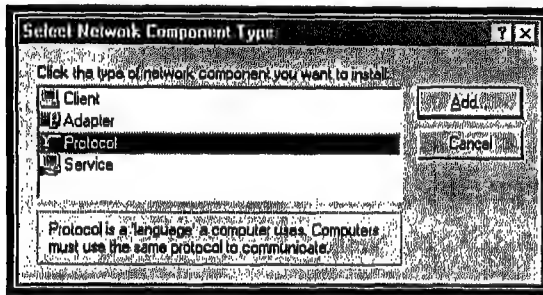 Select Network Component Type
Click the type of network component you want to install:
Client
Adapter
Protocol
Service
Add...
Cancel
Protocol is a 'language' a computer uses. Computers
must use the same protocol to communicate.